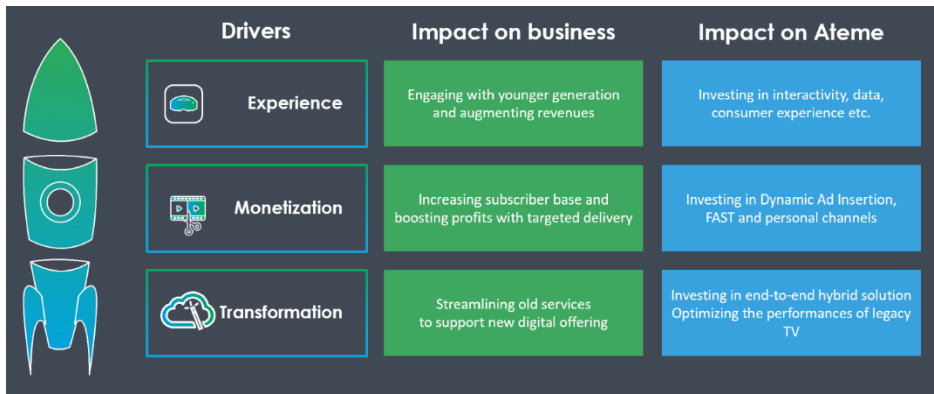 Drivers
Impact on business
Impact on Ateme
Experience
Engaging with younger generation
and augmenting revenues
Investing in interactivity, data,
consumer experience etc.
Monetization
Increasing subscriber base and
boosting profits with targeted delivery
Investing in Dynamic Ad Insertion,
FAST and personal channels
Transformation
Streamlining old services
to support new digital offering
Investing in end-to-end hybrid solution
Optimizing the performances of legacy
TV